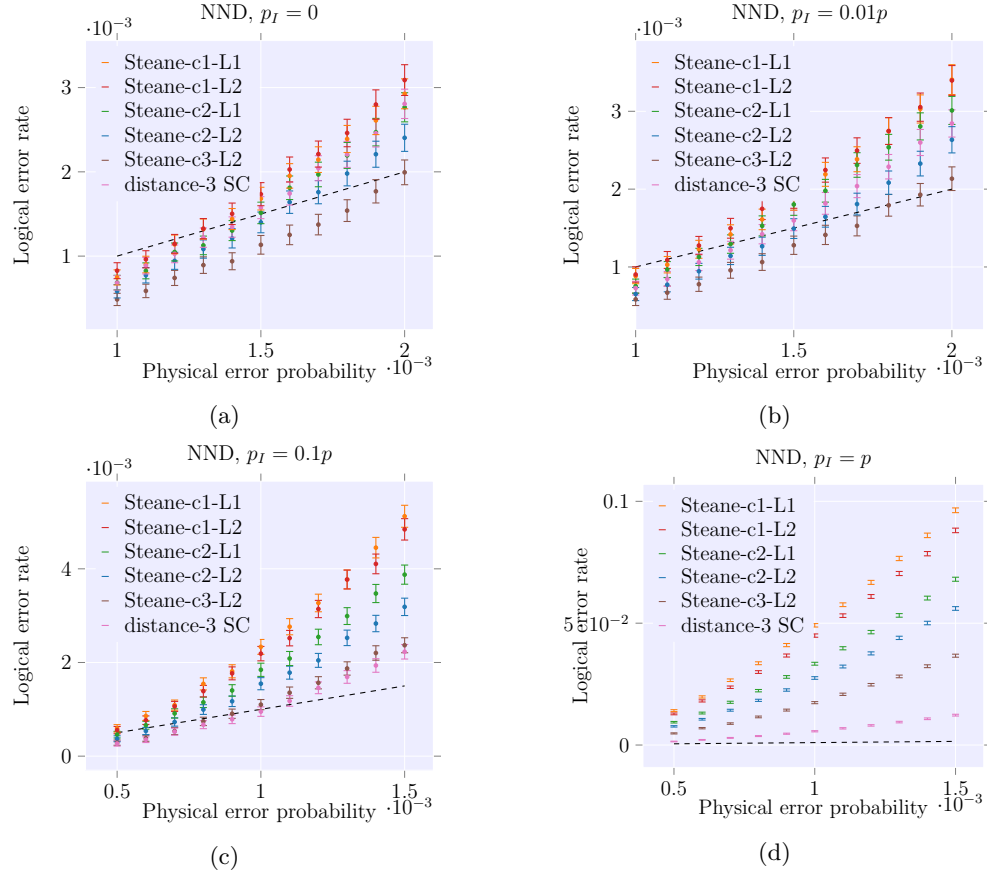 (a)
NND, p_I = 0
·10⁻³
Logical error rate
3
2
1
Steane-c1-L1
Steane-c1-L2
Steane-c2-L1
Steane-c2-L2
Steane-c3-L2
distance-3 SC
1
1.5
2
Physical error probability
·10⁻³
(a)
(b)
NND, p_I = 0.01p
·10⁻³
Logical error rate
3
2
1
Steane-c1-L1
Steane-c1-L2
Steane-c2-L1
Steane-c2-L2
Steane-c3-L2
distance-3 SC
1
1.5
2
Physical error probability
·10⁻³
(b)
NND, p_I = 0.1p
·10⁻³
Logical error rate
4
2
0
Steane-c1-L1
Steane-c1-L2
Steane-c2-L1
Steane-c2-L2
Steane-c3-L2
distance-3 SC
0.5
1
1.5
Physical error probability
·10⁻³
(c)
NND, p_I = p
Logical error rate
0.1
5·10⁻²
0
Steane-c1-L1
Steane-c1-L2
Steane-c2-L1
Steane-c2-L2
Steane-c3-L2
distance-3 SC
0.5
1
1.5
Physical error probability
·10⁻³
(d)